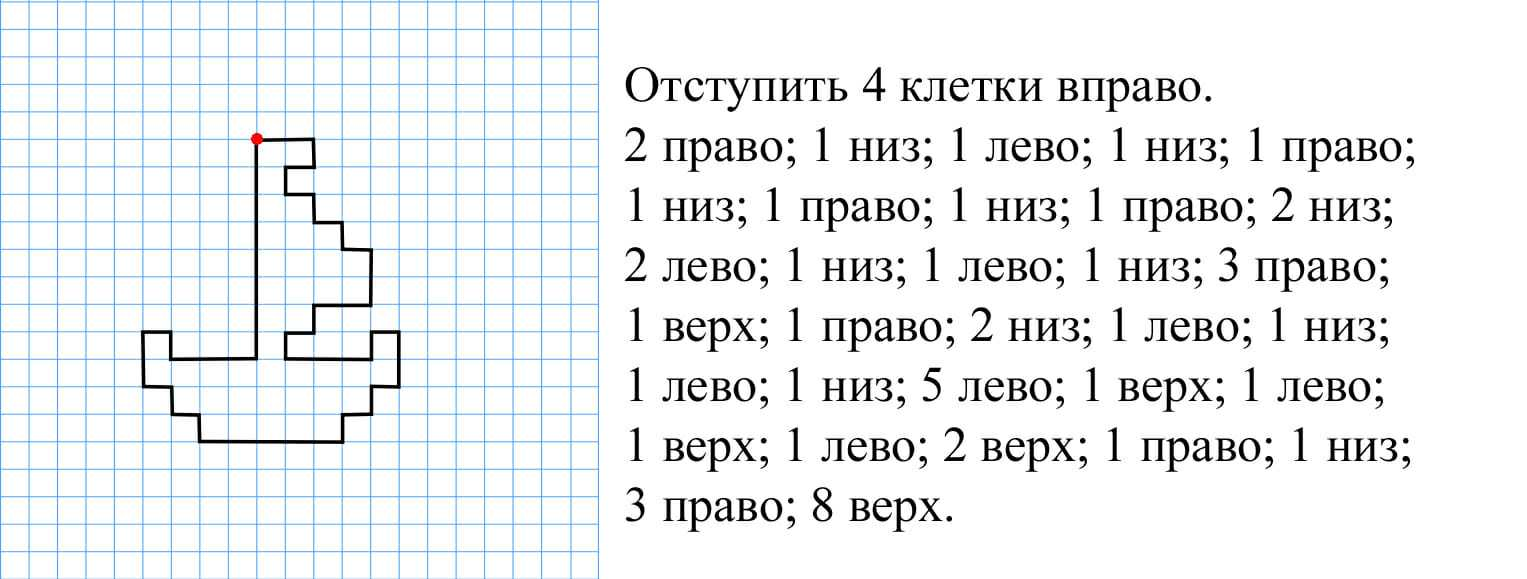 Отступить 4 клетки вправо.
2 право; 1 низ; 1 лево; 1 низ; 1 право;
1 низ; 1 право; 1 низ; 1 право; 2 низ;
2 лево; 1 низ; 1 лево; 1 низ; 3 право;
1 верх; 1 право; 2 низ; 1 лево; 1 низ;
1 лево; 1 низ; 5 лево; 1 верх; 1 лево;
1 верх; 1 лево; 2 верх; 1 право; 1 низ;
3 право; 8 верх.